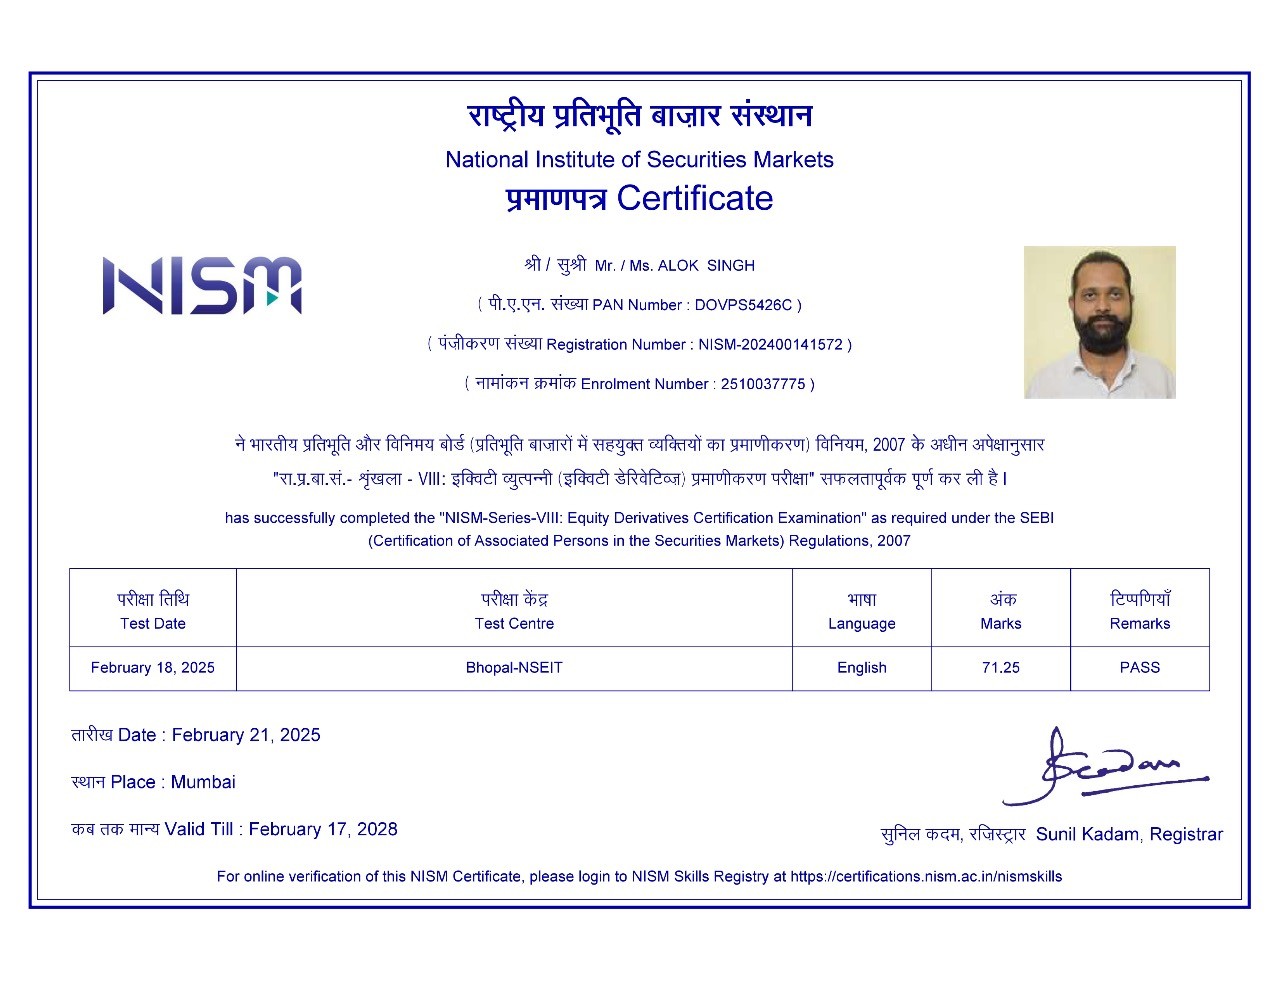 राष्ट्रीय प्रतिभूति बाज़ार संस्थान
National Institute of Securities Markets
प्रमाणपत्र Certificate
NISM
श्री / सुश्री Mr. / Ms. ALOK SINGH
( पी.ए.एन. संख्या PAN Number : DOVPS5426C )
( पंजीकरण संख्या Registration Number : NISM-202400141572 )
( नामांकन क्रमांक Enrolment Number : 2510037775 )
ने भारतीय प्रतिभूति और विनिमय बोर्ड (प्रतिभूति बाजारों में सहयुक्त व्यक्तियों का प्रमाणीकरण) विनियम, 2007 के अधीन अपेक्षानुसार
"रा.प्र.बा.सं.- शृंखला - VIII: इक्विटी व्युत्पन्नी (इक्विटी डेरिवेटिव्ज़) प्रमाणीकरण परीक्षा" सफलतापूर्वक पूर्ण कर ली है I
has successfully completed the "NISM-Series-VIII: Equity Derivatives Certification Examination" as required under the SEBI
(Certification of Associated Persons in the Securities Markets) Regulations, 2007
परीक्षा तिथि परीक्षा केंद्र भाषा अंक टिप्पणियाँ
Test Date Test Centre Language Marks Remarks
February 18, 2025 Bhopal-NSEIT English 71.25 PASS
तारीख Date : February 21, 2025
स्थान Place : Mumbai
कब तक मान्य Valid Till : February 17, 2028
सुनिल कदम, रजिस्ट्रार Sunil Kadam, Registrar
For online verification of this NISM Certificate, please login to NISM Skills Registry at https://certifications.nism.ac.in/nismskills